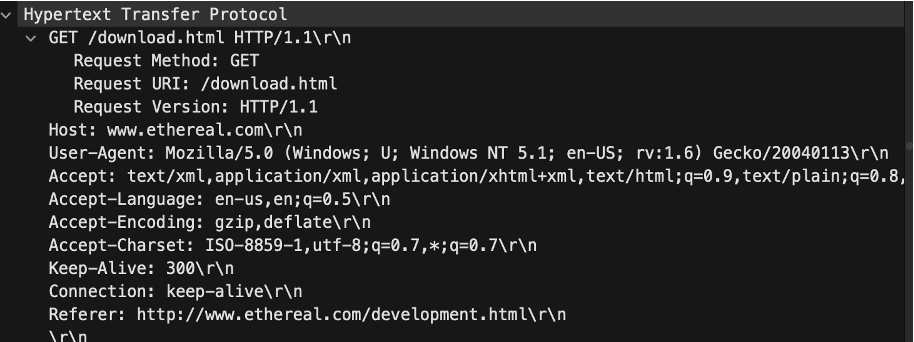 Hypertext Transfer Protocol
GET /download.html HTTP/1.1\r\n
Request Method: GET
Request URI: /download.html
Request Version: HTTP/1.1
Host: www.ethereal.com\r\n
User-Agent: Mozilla/5.0 (Windows; U; Windows NT 5.1; en-US; rv:1.6) Gecko/20040113\r\n
Accept: text/xml,application/xml,application/xhtml+xml,text/html;q=0.9,text/plain;q=0.8,
Accept-Language: en-us,en;q=0.5\r\n
Accept-Encoding: gzip,deflate\r\n
Accept-Charset: ISO-8859-1,utf-8;q=0.7,*;q=0.7\r\n
Keep-Alive: 300\r\n
Connection: keep-alive\r\n
Referer: http://www.ethereal.com/development.html\r\n
\r\n